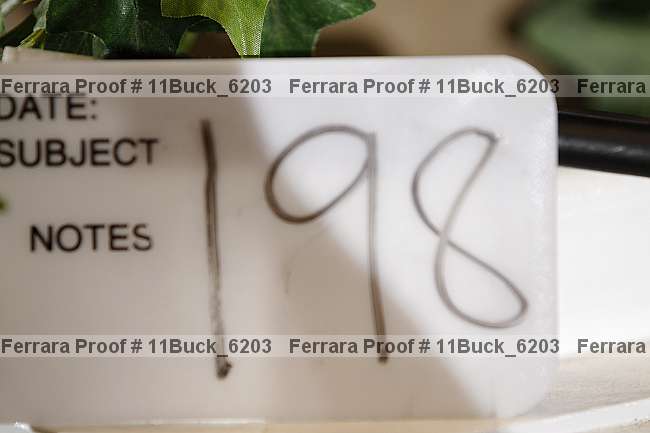 Ferrara Proof # 11Buck_6203 Ferrara Proof # 11Buck_6203 Ferrara
DATE:
SUBJECT
198
NOTES
Ferrara Proof # 11Buck_6203 Ferrara Proof # 11Buck_6203 Ferrara